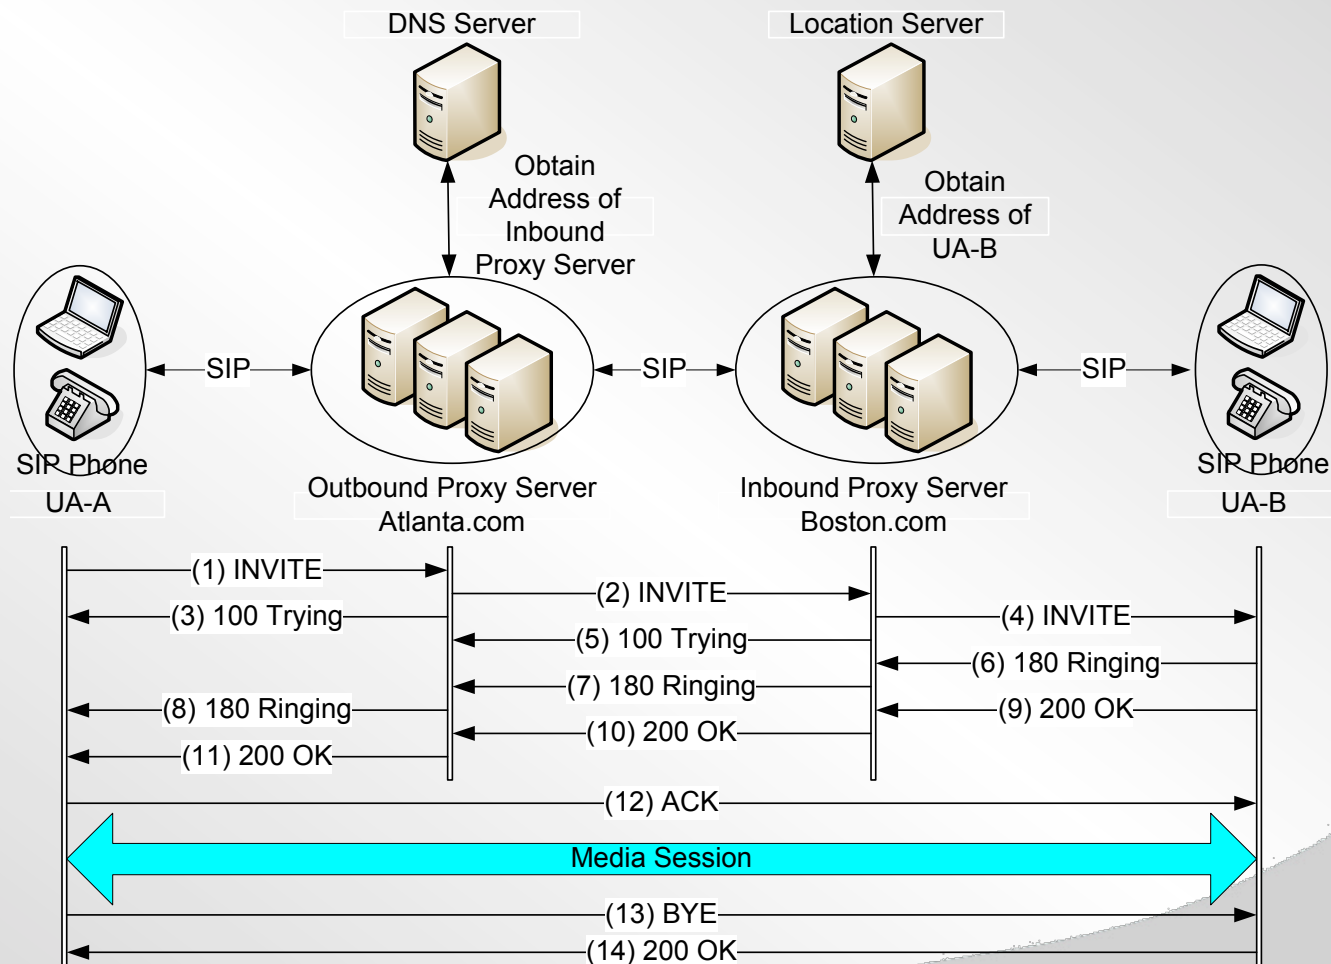 DNS Server
Location Server
Obtain
Address of
Inbound
Proxy Server
Obtain
Address of
UA-B
SIP
SIP
SIP
SIP Phone
UA-A
Outbound Proxy Server
Atlanta.com
Inbound Proxy Server
Boston.com
SIP Phone
UA-B
(1) INVITE
(2) INVITE
(3) 100 Trying
(4) INVITE
(5) 100 Trying
(6) 180 Ringing
(7) 180 Ringing
(8) 180 Ringing
(9) 200 OK
(10) 200 OK
(11) 200 OK
(12) ACK
Media Session
(13) BYE
(14) 200 OK